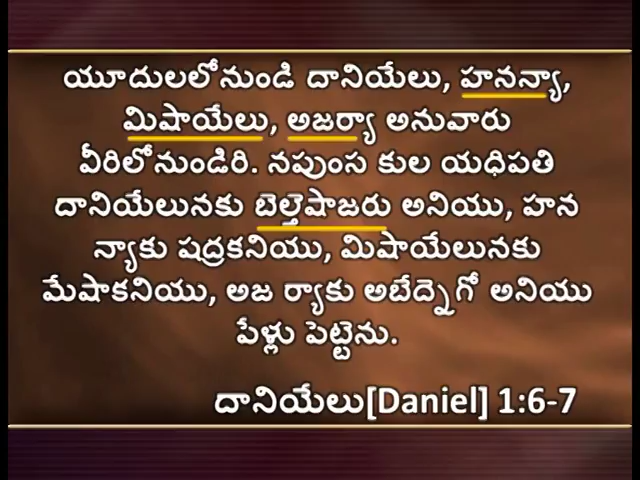 యూదులలోనుండి దానియేలు, హనన్యా,
మిషాయేలు, అజర్యా అనువారు
వీరిలోనుండిరి. నపుంస కుల యధిపతి
దానియేలునకు బెల్తెషాజరు అనియు, హన
న్యాకు షద్రకనియు, మిషాయేలునకు
మేషాకనియు, అజ ర్యాకు అబేద్నెగో అనియు
పేళ్లు పెట్టెను.
దానియేలు[Daniel] 1:6-7